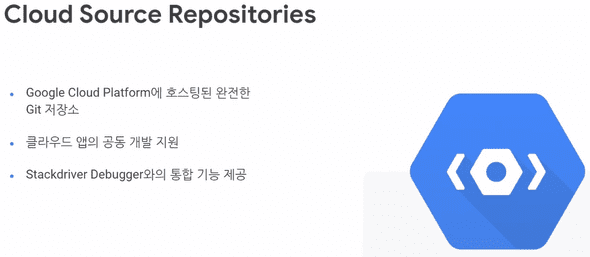 Cloud Source Repositories
Google Cloud Platform에 호스팅된 완전한
Git 저장소
클라우드 앱의 공동 개발 지원
Stackdriver Debugger와의 통합 기능 제공